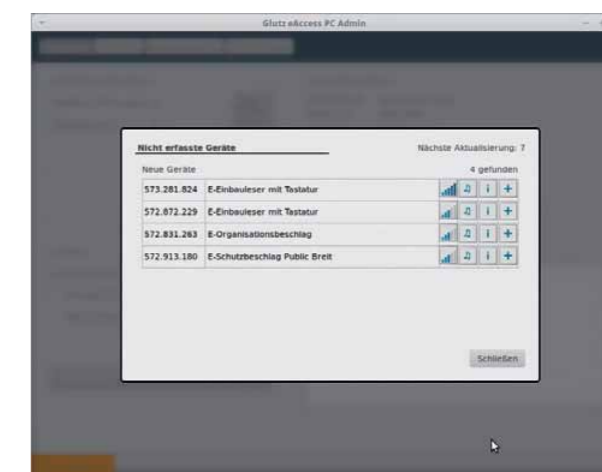 Glutz eAccess PC Admin
Nicht erfasste Geräte Nächste Aktualisierung: 7
Neue Geräte 4 gefunden
573.281.824 E-Einbauleser mit Tastatur
572.872.229 E-Einbauleser mit Tastatur
572.831.263 E-Organisationsbeschlag
572.913.180 E-Schutzbeschlag Public Breit
Schließen